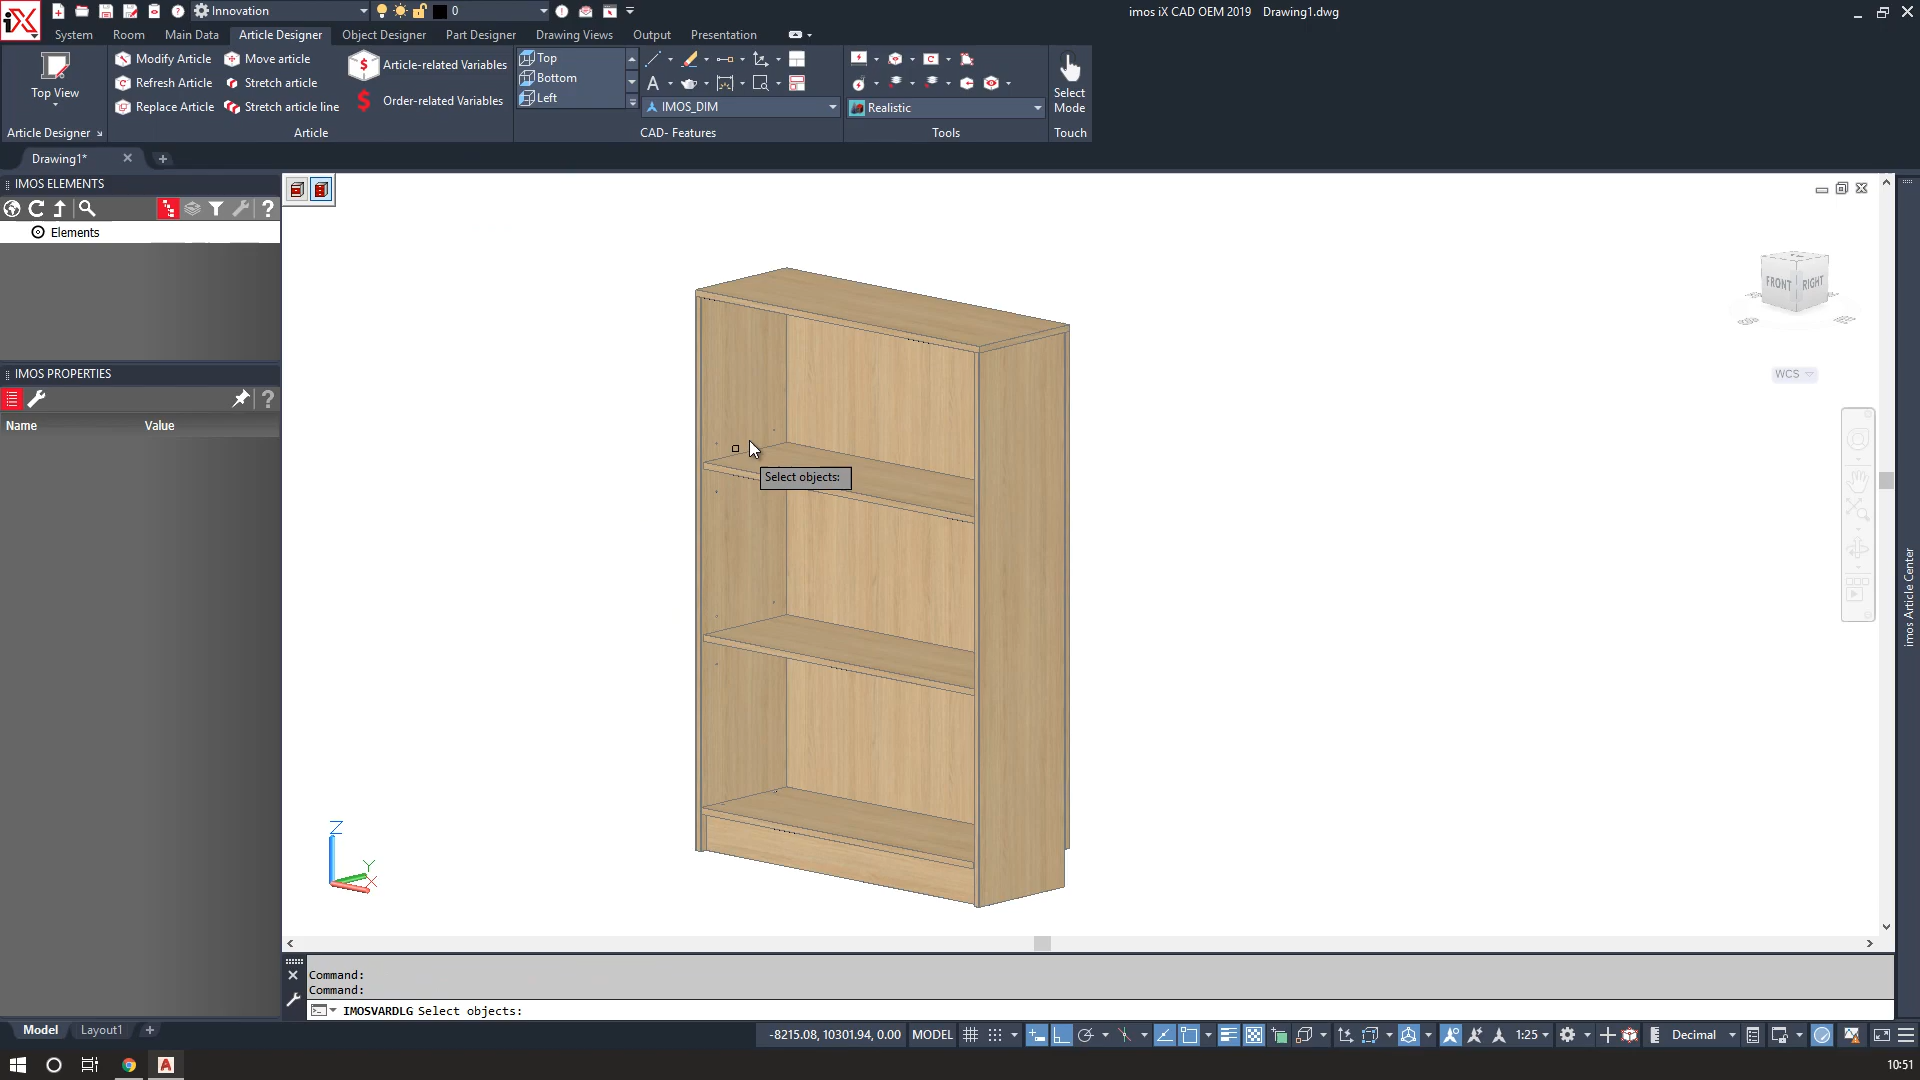 iX
Innovation
0
imos iX CAD OEM 2019 Drawing1.dwg
System
Room
Main Data
Article Designer
Object Designer
Part Designer
Drawing Views
Output
Presentation
Top View
Modify Article
Refresh Article
Replace Article
Move article
Stretch article
Stretch article line
Article-related Variables
Order-related Variables
Top
Bottom
Left
IMOS_DIM
Realistic
Select
Mode
Article Designer
Article
CAD- Features
Tools
Touch
Drawing1*
IMOS ELEMENTS
Elements
IMOS PROPERTIES
Name Value
FRONT
RIGHT
WCS
Select objects:
Z
Y
X
imos Article Center
Command:
Command:
IMOSVARDLG Select objects:
Model
Layout1
-8215.08, 10301.94, 0.00
MODEL
1:25
Decimal
10:51